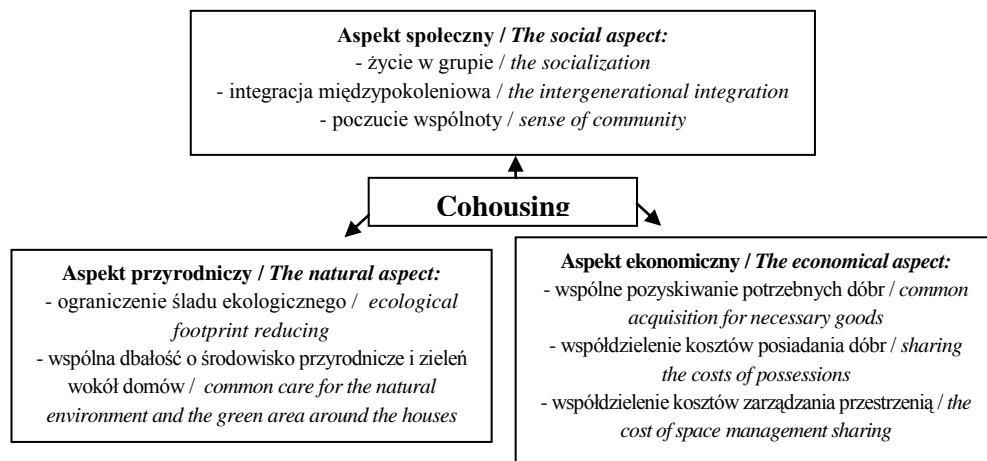 Aspekt społeczny / The social aspect:
- życie w grupie / the socialization
- integracja międzypokoleniowa / the intergenerational integration
- poczucie wspólnoty / sense of community
Cohousing
Aspekt przyrodniczy / The natural aspect:
- ograniczenie śladu ekologicznego / ecological
footprint reducing
- wspólna dbałość o środowisko przyrodnicze i zieleń
wokół domów / common care for the natural
environment and the green area around the houses
Aspekt ekonomiczny / The economical aspect:
- wspólne pozyskiwanie potrzebnych dóbr / common
acquisition for necessary goods
- współdzielenie kosztów posiadania dóbr / sharing
the costs of possessions
- współdzielenie kosztów zarządzania przestrzenią / the
cost of space management sharing